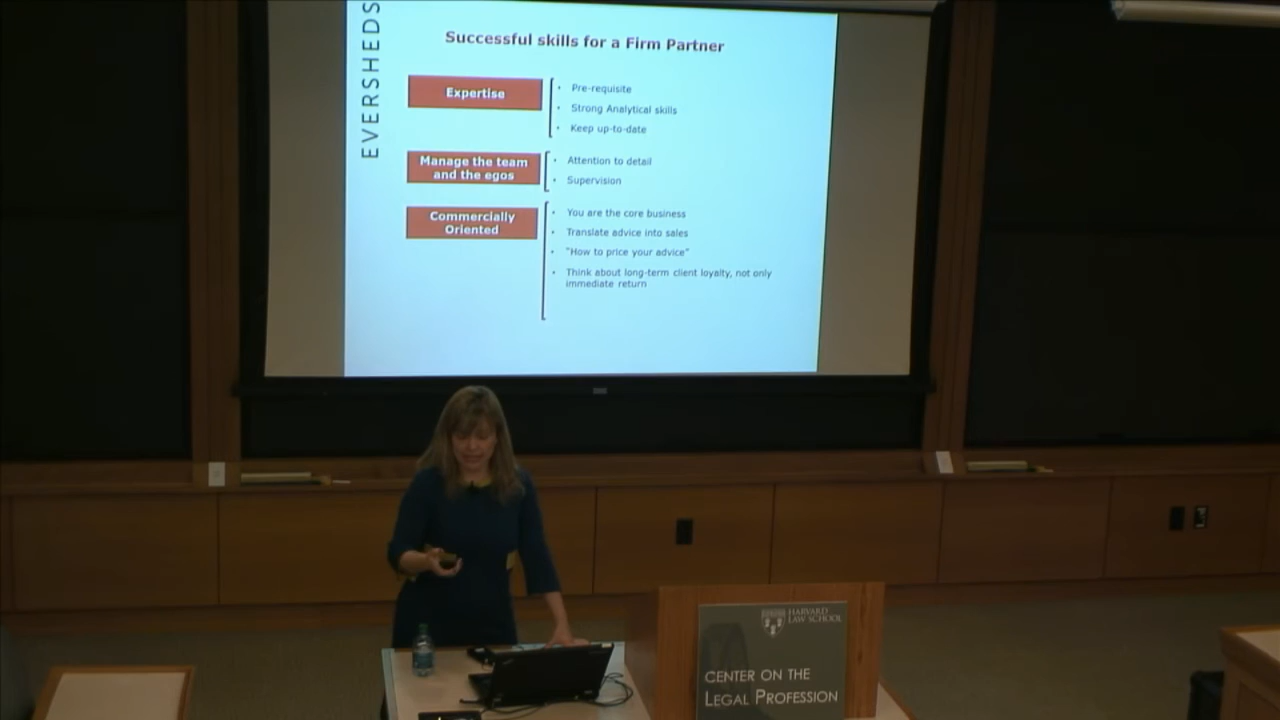 EVERSHEDS
Successful skills for a Firm Partner
Expertise
• Pre-requisite
• Strong Analytical skills
• Keep up-to-date
Manage the team
and the egos
• Attention to detail
• Supervision
Commercially
Oriented
• You are the core business
• Translate advice into sales
• "How to price your advice"
• Think about long-term client loyalty, not only
immediate return
HARVARD
LAW SCHOOL
CENTER ON THE
LEGAL PROFESSION